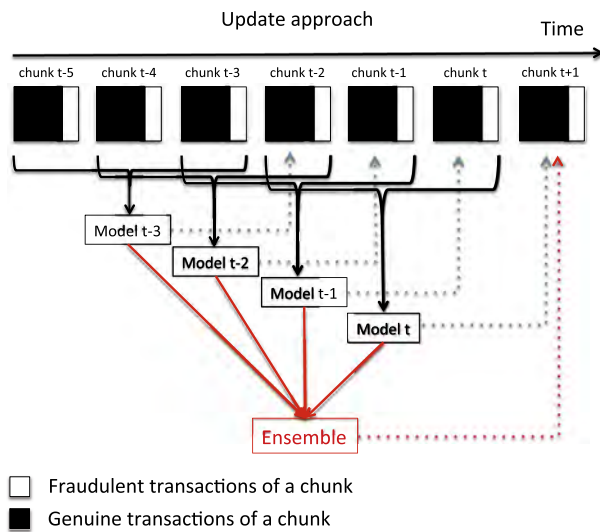 Update approach
Time
chunk t-5 chunk t-4 chunk t-3 chunk t-2 chunk t-1 chunk t chunk t+1
Model t-3
Model t-2
Model t-1
Model t
Ensemble
Fraudulent transactions of a chunk
Genuine transactions of a chunk